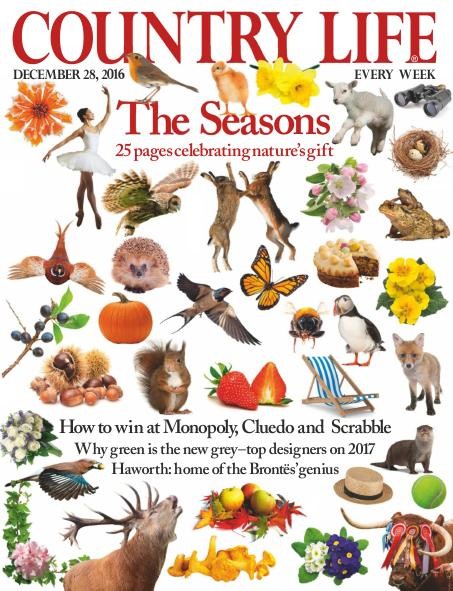 COUNTRY LIFE®
DECEMBER 28, 2016 EVERY WEEK
The Seasons
25 pages celebrating nature's gift
How to win at Monopoly, Cluedo and Scrabble
Why green is the new grey–top designers on 2017
Haworth: home of the Brontës' genius